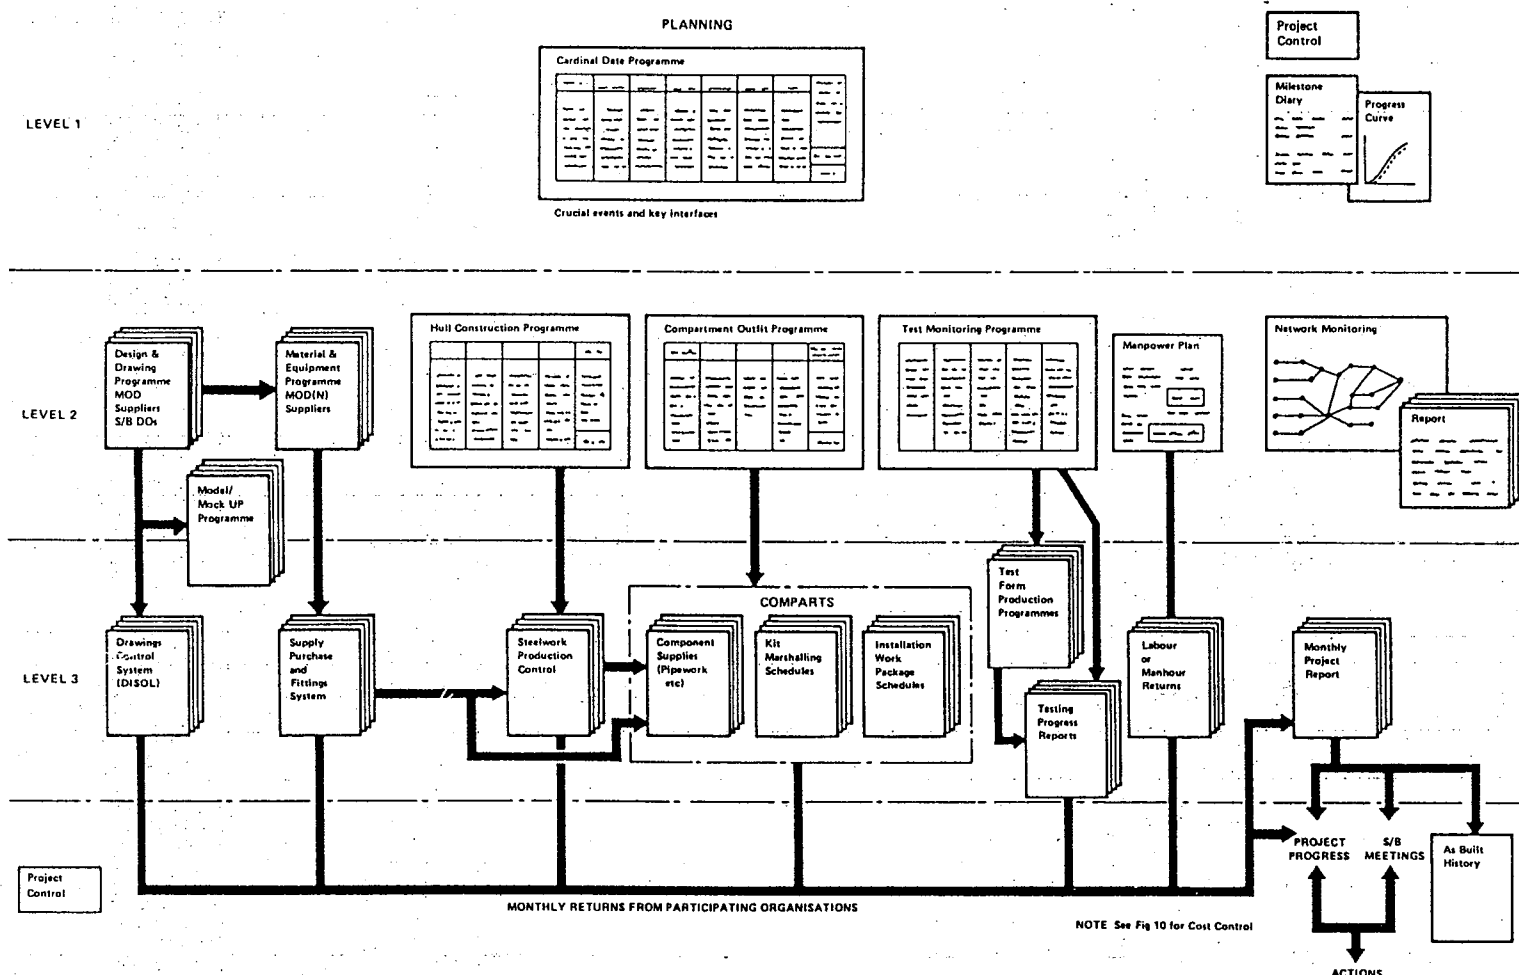 PLANNING
Project
Control
Cardinal Date Programme
Milestone
Diary
Progress
Curve
LEVEL 1
Crucial events and key interfaces
Hull Construction Programme
Compartment Outfit Programme
Test Monitoring Programme
Manpower Plan
Network Monitoring
Design &
Drawing
Programme
MOD
Suppliers
S/B DOs
Material &
Equipment
Programme
MOD(N)
Suppliers
LEVEL 2
Report
Model/
Mock UP
Programme
Test
Form
Production
Programmes
COMPARTS
Drawings
Control
System
(DISOL)
Supply
Purchase
and
Fittings
System
Steelwork
Production
Control
Component
Supplies
(Pipework
etc)
Kit
Marshalling
Schedules
Installation
Work
Package
Schedules
Labour
or
Manhour
Returns
Monthly
Project
Report
LEVEL 3
Testing
Progress
Reports
PROJECT
PROGRESS
S/B
MEETINGS
As Built
History
Project
Control
MONTHLY RETURNS FROM PARTICIPATING ORGANISATIONS
NOTE See Fig 10 for Cost Control
ACTIONS